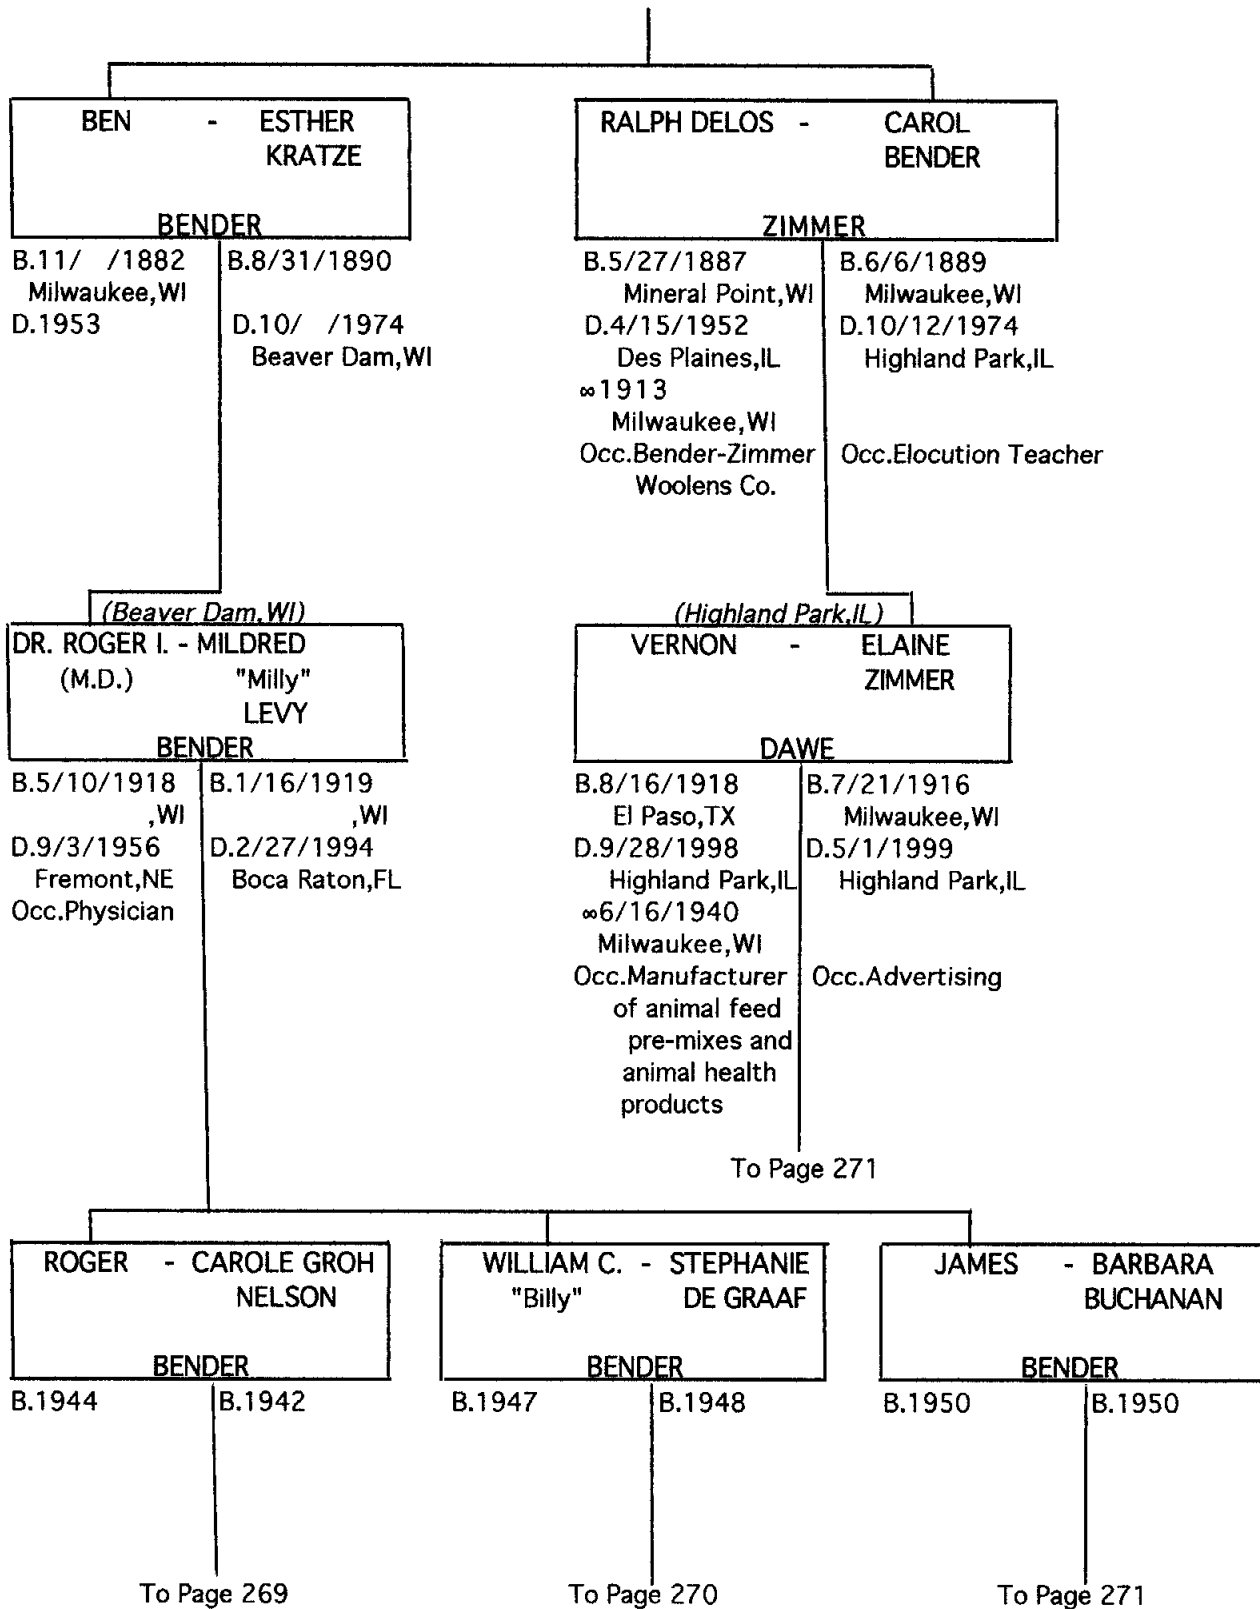 BEN - ESTHER
KRATZE
BENDER
B.11/ /1882 B.8/31/1890
Milwaukee,WI
D.1953 D.10/ /1974
Beaver Dam,WI
RALPH DELOS - CAROL
BENDER
ZIMMER
B.5/27/1887 B.6/6/1889
Mineral Point,WI Milwaukee,WI
D.4/15/1952 D.10/12/1974
Des Plaines,IL Highland Park,IL
∞1913
Milwaukee,WI
Occ.Bender-Zimmer Occ.Elocution Teacher
Woolens Co.
(Beaver Dam,WI)
DR. ROGER I. - MILDRED
(M.D.) "Milly"
LEVY
BENDER
B.5/10/1918 B.1/16/1919
,WI ,WI
D.9/3/1956 D.2/27/1994
Fremont,NE Boca Raton,FL
Occ.Physician
(Highland Park,IL)
VERNON - ELAINE
ZIMMER
DAWE
B.8/16/1918 B.7/21/1916
El Paso,TX Milwaukee,WI
D.9/28/1998 D.5/1/1999
Highland Park,IL Highland Park,IL
∞6/16/1940
Milwaukee,WI
Occ.Manufacturer Occ.Advertising
of animal feed
pre-mixes and
animal health
products
To Page 271
ROGER - CAROLE GROH
NELSON
BENDER
B.1944 B.1942
To Page 269
WILLIAM C. - STEPHANIE
"Billy" DE GRAAF
BENDER
B.1947 B.1948
To Page 270
JAMES - BARBARA
BUCHANAN
BENDER
B.1950 B.1950
To Page 271